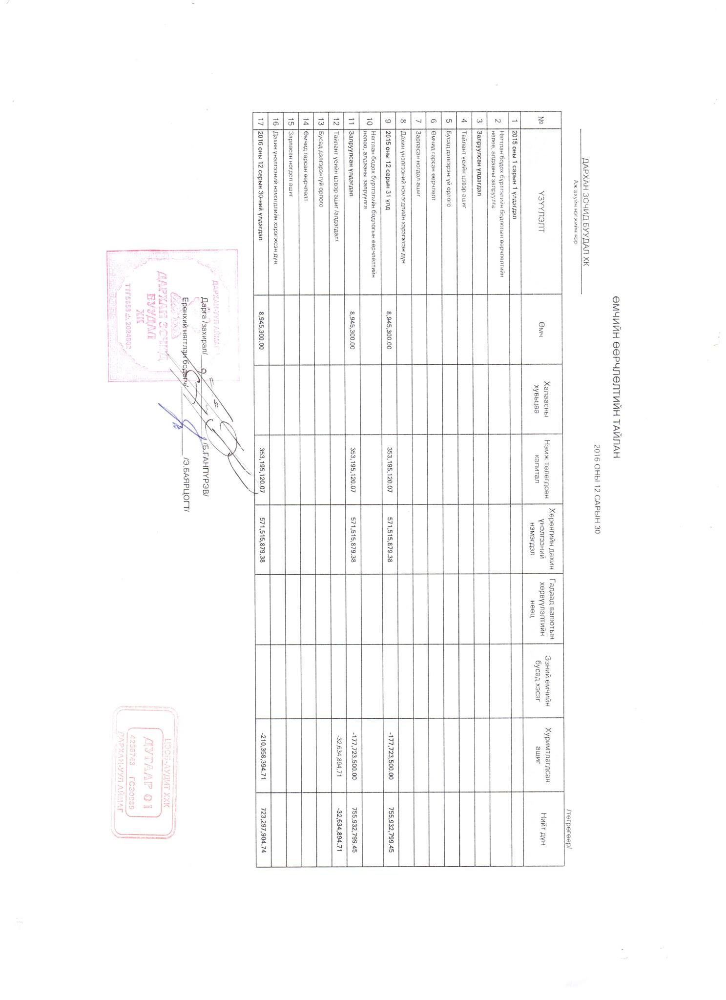 ӨМЧИЙН ӨӨРЧЛӨЛТИЙН ТАЙЛАН
2016 ОНЫ 12 САРЫН 30
ДАРХАН ЗОЧИД БУУДАЛ ХК
Аж ахуйн нэгжийн нэр
/төгрөгөөр/
№ ҮЗҮҮЛЭЛТ Өмч Халаасны хувьцаа Нэмж төлөгдсөн капитал Хөрөнгийн дахин үнэлгээний нэмэгдэл Гадаад валютын хөрвүүлэлтийн нөөц Эзний өмчийн бусад хэсэг Хуримтлагдсан ашиг Нийт дүн
1 2015 оны 1 сарын 1 үлдэгдэл
2 Нягтлан бодох бүртгэлийн бодлогын өөрчлөлтийн
нөлөө, алдааны залруулга
3 Залруулсан үлдэгдэл
4 Тайлант үеийн цэвэр ашиг
5 Бусад дэлгэрэнгүй орлого
6 Өмчид гарсан өөрчлөлт
7 Зарласан ногдол ашиг
8 Дахин үнэлгээний нэмэгдлийн хэрэгжсэн дүн
9 2015 оны 12 сарын 31 үлд 8,945,300.00 353,195,120.07 571,515,879.38 -177,723,500.00 755,932,799.45
10 Нягтлан бодох бүртгэлийн бодлогын өөрчлөлтийн
нөлөө, алдааны залруулга
11 Залруулсан үлдэгдэл 8,945,300.00 353,195,120.07 571,515,879.38 -177,723,500.00 755,932,799.45
12 Тайлант үеийн цэвэр ашиг /алдагдал/ -32,634,894.71 -32,634,894.71
13 Бусад дэлгэрэнгүй орлого
14 Өмчид гарсан өөрчлөлт
15 Зарласан ногдол ашиг
16 Дахин үнэлгээний нэмэгдлийн хэрэгжсэн дүн
17 2016 оны 12 сарын 30-ний үлдэгдэл 8,945,300.00 353,195,120.07 571,515,879.38 -210,358,394.71 723,297,904.74
Дарга /захирал/ /Б.ГАНПҮРЭВ/
Ерөнхий нягтлан бодогч/ /Э.БАЯРЦОГТ/
ДАРХАН-УУЛ АЙМАГ
ДАРХАН ЗОЧИД
БУУДАЛ
ХК
2024602
ЦЭСБ-АУДИТ ХХК
ДУГААР 01
4256743 ГСЭ0989
ДАРХАН-УУЛ АЙМАГ